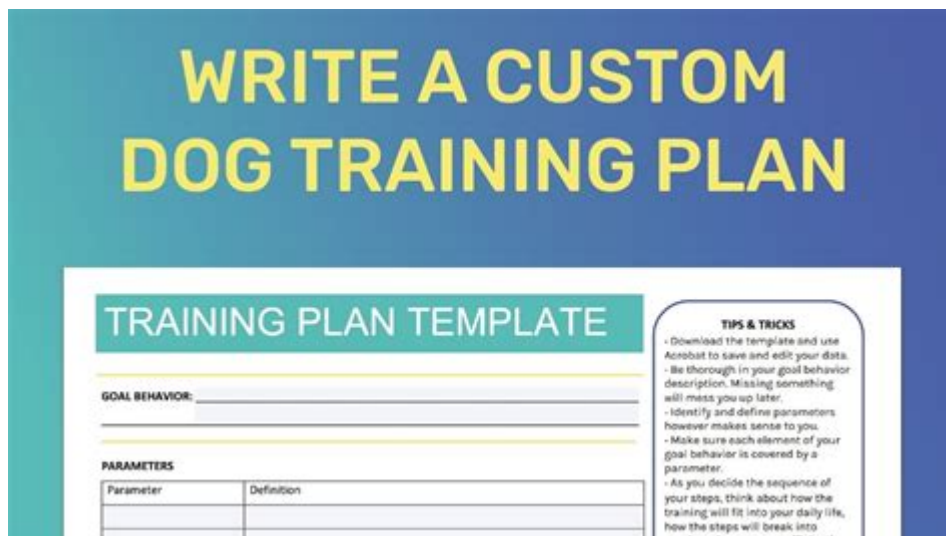 WRITE A CUSTOM
DOG TRAINING PLAN
TRAINING PLAN TEMPLATE
GOAL BEHAVIOR:
PARAMETERS
Parameter Definition
TIPS & TRICKS
- Download the template and use
Acrobat to save and edit your data.
- Be thorough in your goal behavior
description. Missing something
will mess you up later.
- Identify and define parameters
however makes sense to you.
- Make sure each element of your
goal behavior is covered by a
parameter.
- As you decide the sequence of
your steps, think about how the
training will fit into your daily life,
how the steps will break into